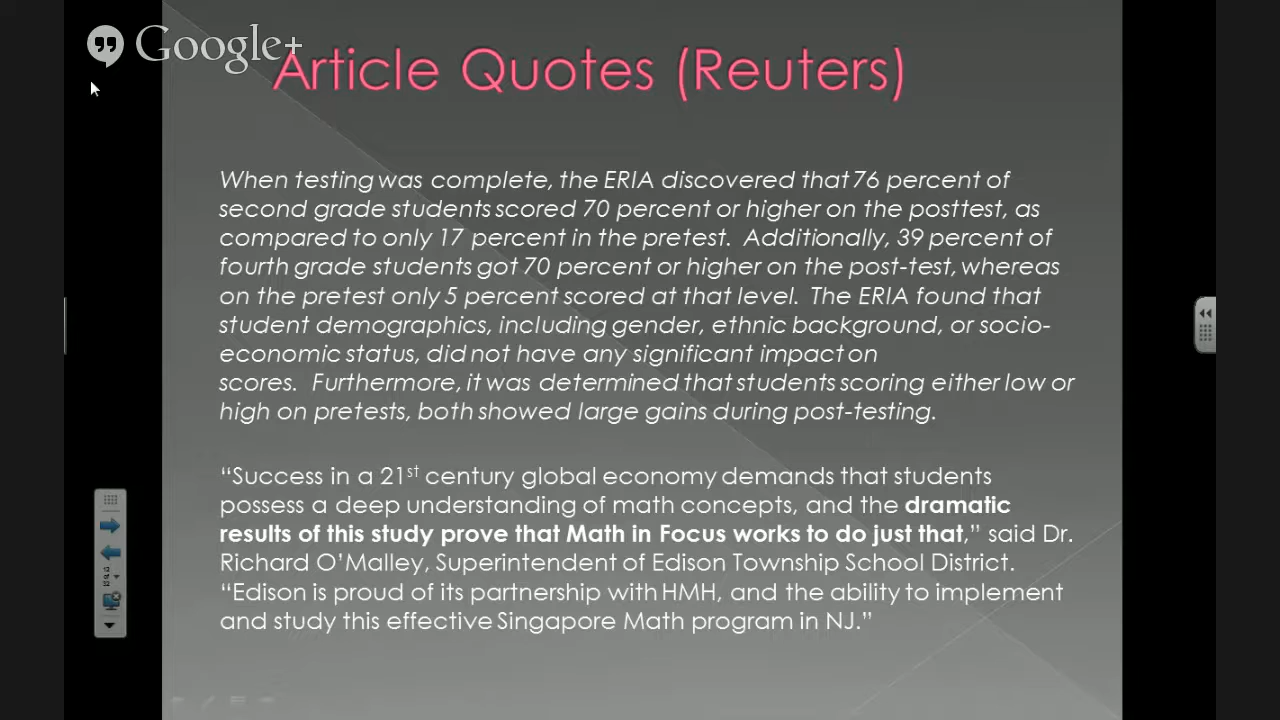 Google+
Article Quotes (Reuters)
When testing was complete, the ERIA discovered that 76 percent of
second grade students scored 70 percent or higher on the posttest, as
compared to only 17 percent in the pretest. Additionally, 39 percent of
fourth grade students got 70 percent or higher on the post-test, whereas
on the pretest only 5 percent scored at that level. The ERIA found that
student demographics, including gender, ethnic background, or socio-
economic status, did not have any significant impact on
scores. Furthermore, it was determined that students scoring either low or
high on pretests, both showed large gains during post-testing.
“Success in a 21st century global economy demands that students
possess a deep understanding of math concepts, and the dramatic
results of this study prove that Math in Focus works to do just that,” said Dr.
Richard O’Malley, Superintendent of Edison Township School District.
“Edison is proud of its partnership with HMH, and the ability to implement
and study this effective Singapore Math program in NJ.”